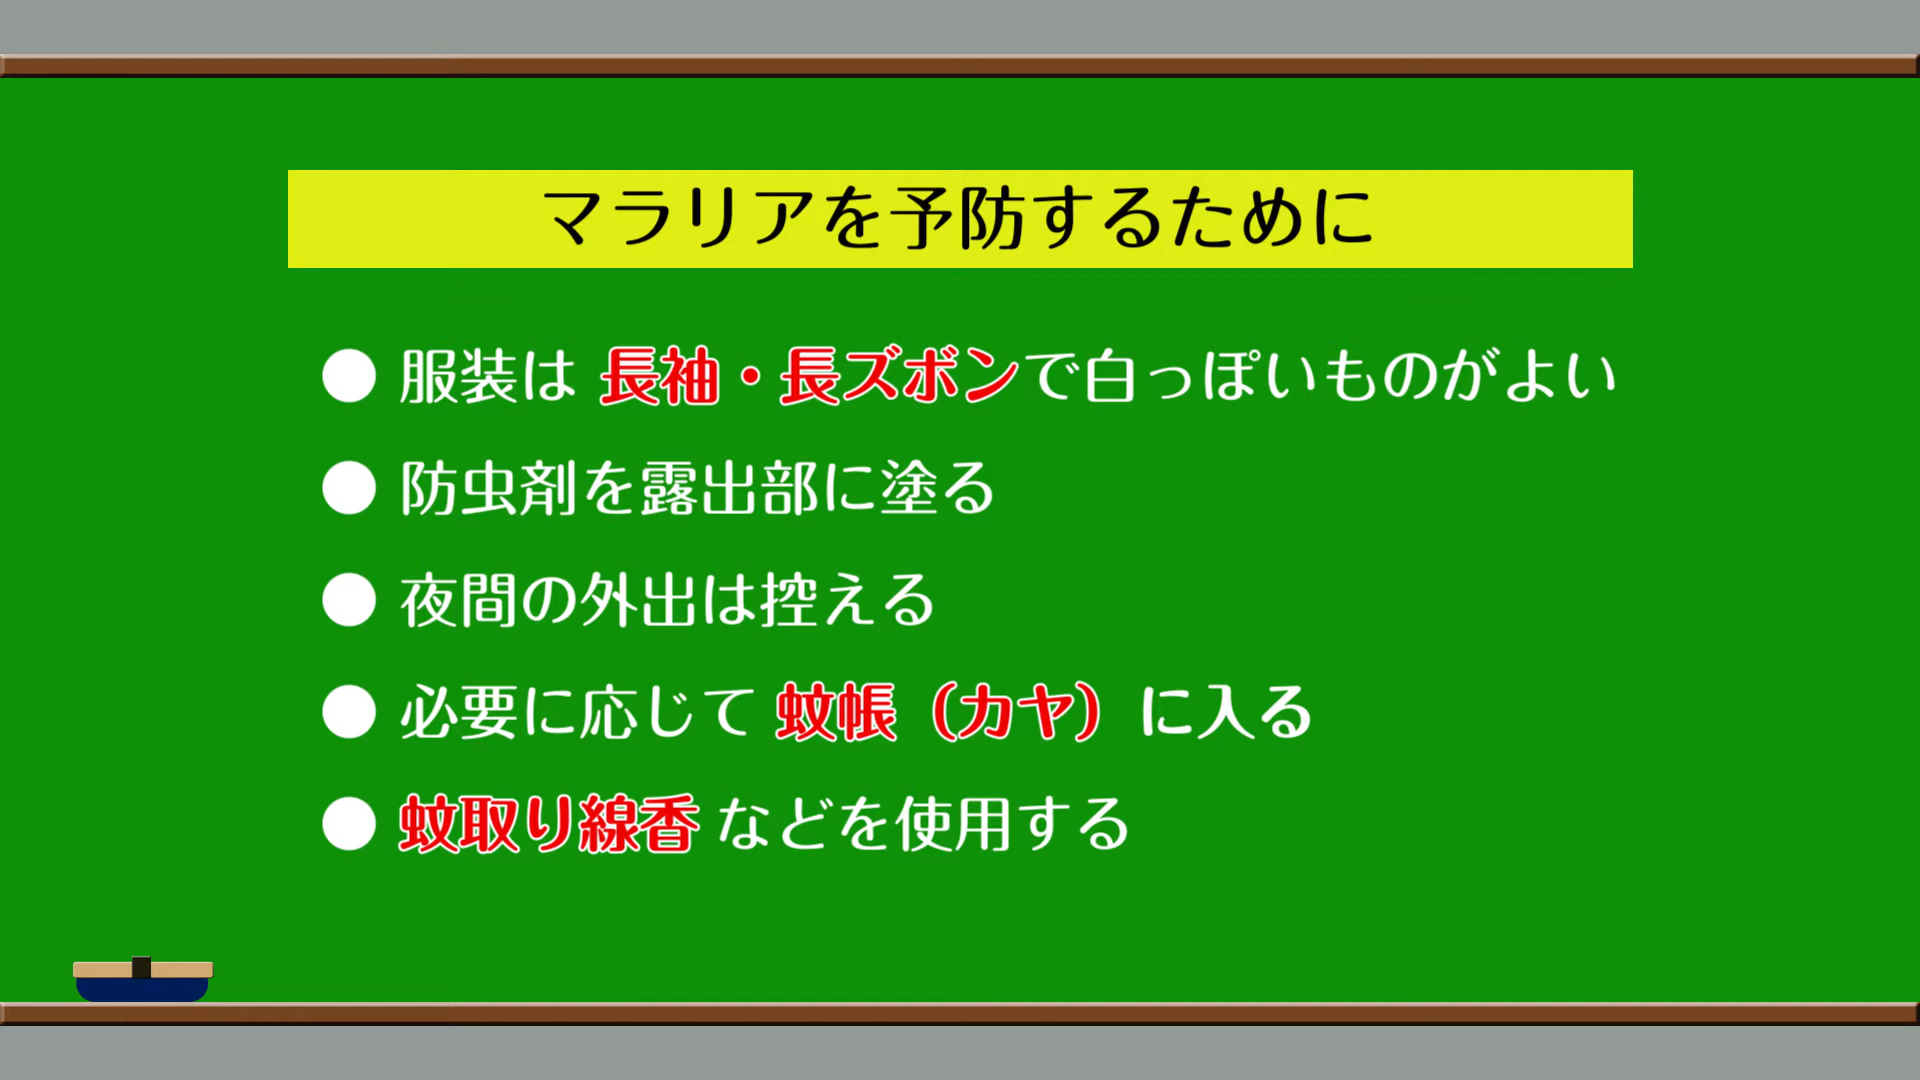 マラリアを予防するために
● 服装は 長袖・長ズボンで白っぽいものがよい
● 防虫剤を露出部に塗る
● 夜間の外出は控える
● 必要に応じて 蚊帳（カヤ）に入る
● 蚊取り線香 などを使用する